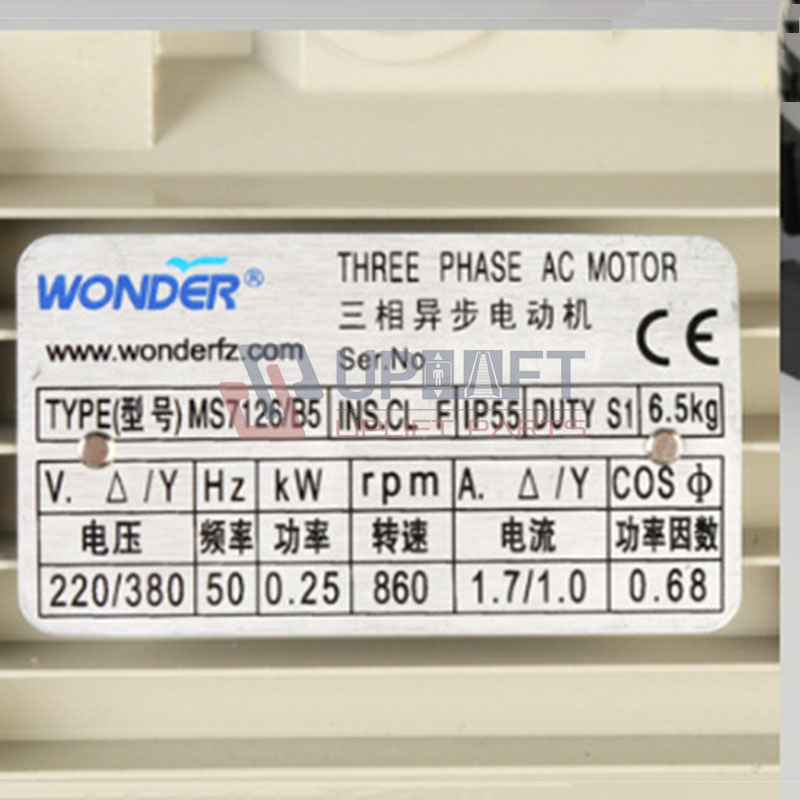 WONDER®
THREE PHASE AC MOTOR
三相异步电动机
CE
www.wonderfz.com
Ser.No
UPLIFT
UPLIFT PARTS
TYPE(型号) MS7126/B5 INS.CL F IP55 DUTY S1 6.5kg
V. Δ/Y Hz kW rpm A. Δ/Y COS φ
电压 频率 功率 转速 电流 功率因数
220/380 50 0.25 860 1.7/1.0 0.68